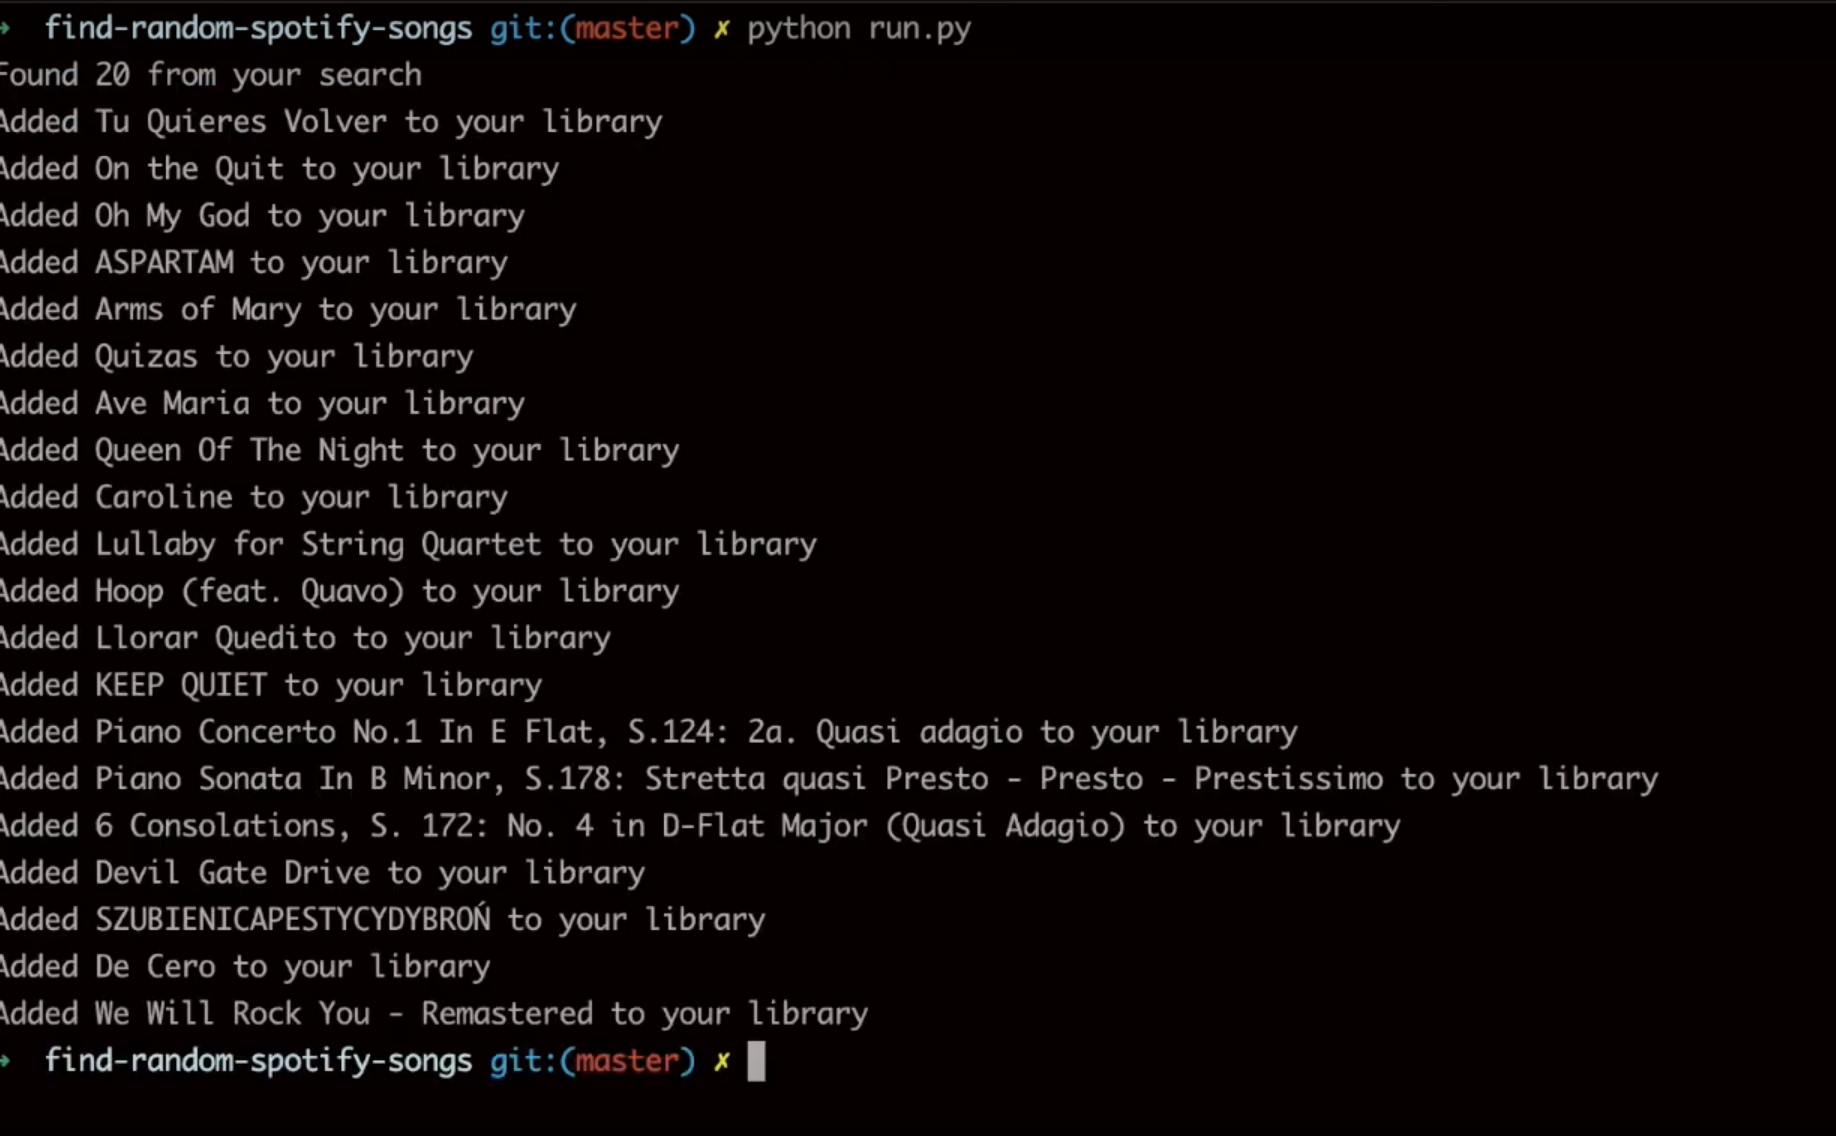 ➜ find-random-spotify-songs git:(master) ✗ python run.py
Found 20 from your search
Added Tu Quieres Volver to your library
Added On the Quit to your library
Added Oh My God to your library
Added ASPARTAM to your library
Added Arms of Mary to your library
Added Quizas to your library
Added Ave Maria to your library
Added Queen Of The Night to your library
Added Caroline to your library
Added Lullaby for String Quartet to your library
Added Hoop (feat. Quavo) to your library
Added Llorar Quedito to your library
Added KEEP QUIET to your library
Added Piano Concerto No.1 In E Flat, S.124: 2a. Quasi adagio to your library
Added Piano Sonata In B Minor, S.178: Stretta quasi Presto - Presto - Prestissimo to your library
Added 6 Consolations, S. 172: No. 4 in D-Flat Major (Quasi Adagio) to your library
Added Devil Gate Drive to your library
Added SZUBIENICAPESTYCYDYBROŃ to your library
Added De Cero to your library
Added We Will Rock You - Remastered to your library
➜ find-random-spotify-songs git:(master) ✗